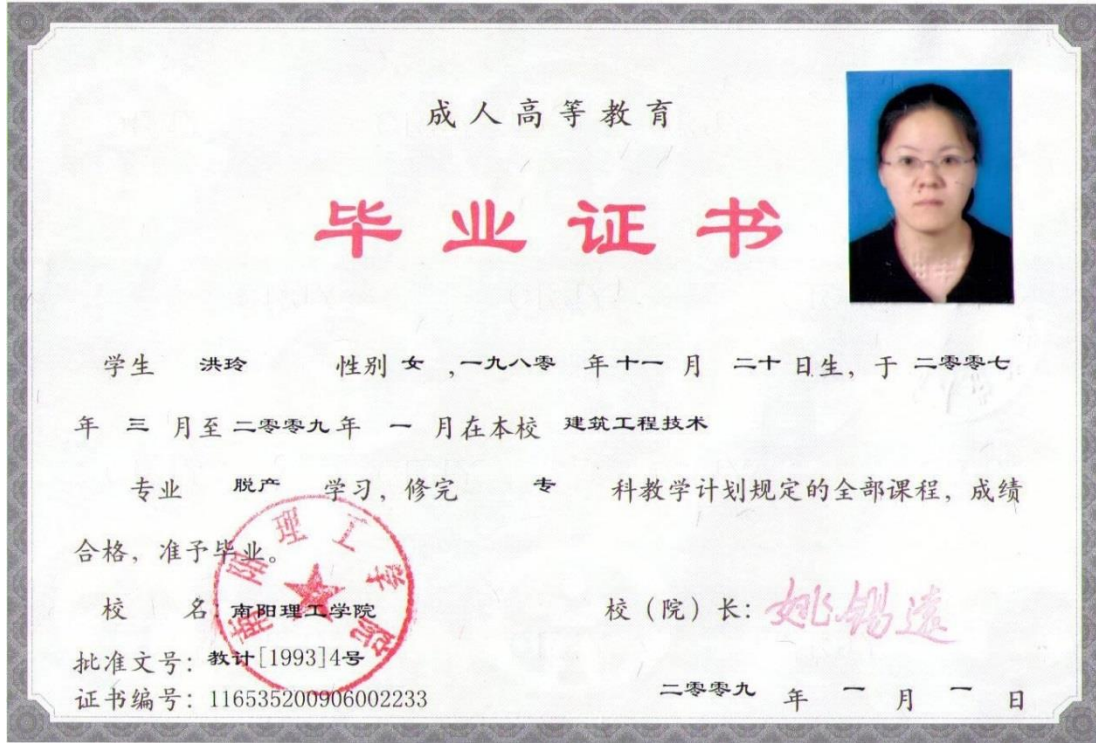 成人高等教育
毕业证书
学生 洪玲 性别 女 ,一九八零 年 十一 月 二十 日生，于 二零零七
年 三 月至 二零零九 年 一 月在本校 建筑工程技术
专业 脱产 学习，修完 专 科教学计划规定的全部课程，成绩
合格，准予毕业。
南阳理工学院
校 名：南阳理工学院 校（院）长：姚锡远
批准文号：教计[1993]4号
证书编号：116535200906002233
二零零九 年 一 月 一 日